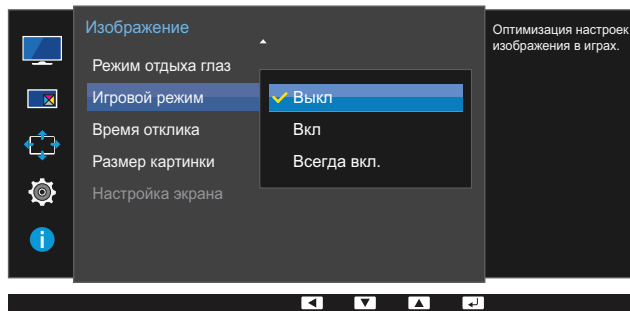 Изображение
Режим отдыха глаз
Игровой режим
Время отклика
Размер картинки
Настройка экрана
Выкл
Вкл
Всегда вкл.
Оптимизация настроек
изображения в играх.